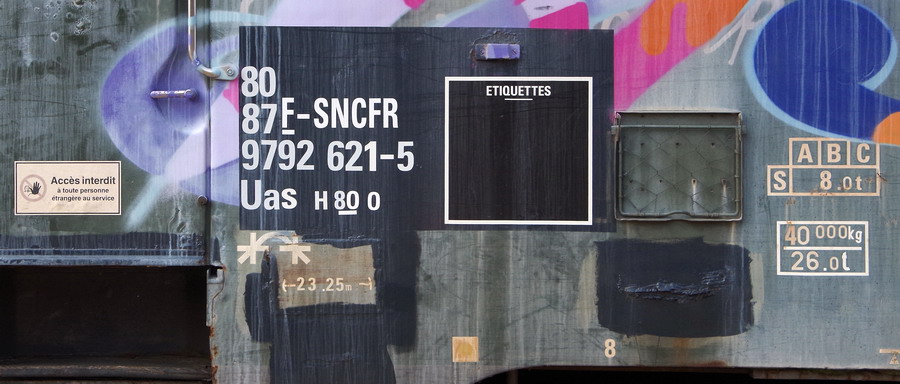 80
87 F-SNCFR
9792 621-5
Uas H 80 0
ETIQUETTES
Accès interdit
à toute personne
étrangère au service
A B C
S 8.0t
40 000kg
26.0t
23.25m
8